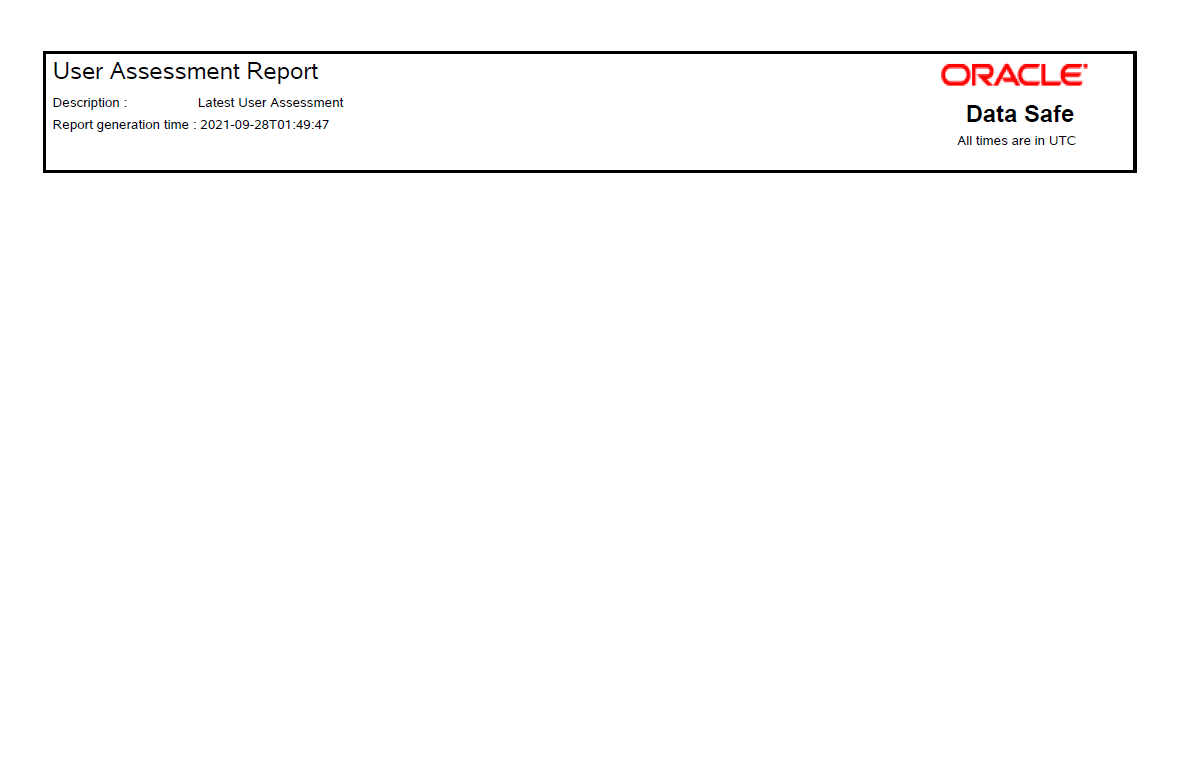 User Assessment Report
Description : Latest User Assessment
Report generation time : 2021-09-28T01:49:47
ORACLE
Data Safe
All times are in UTC